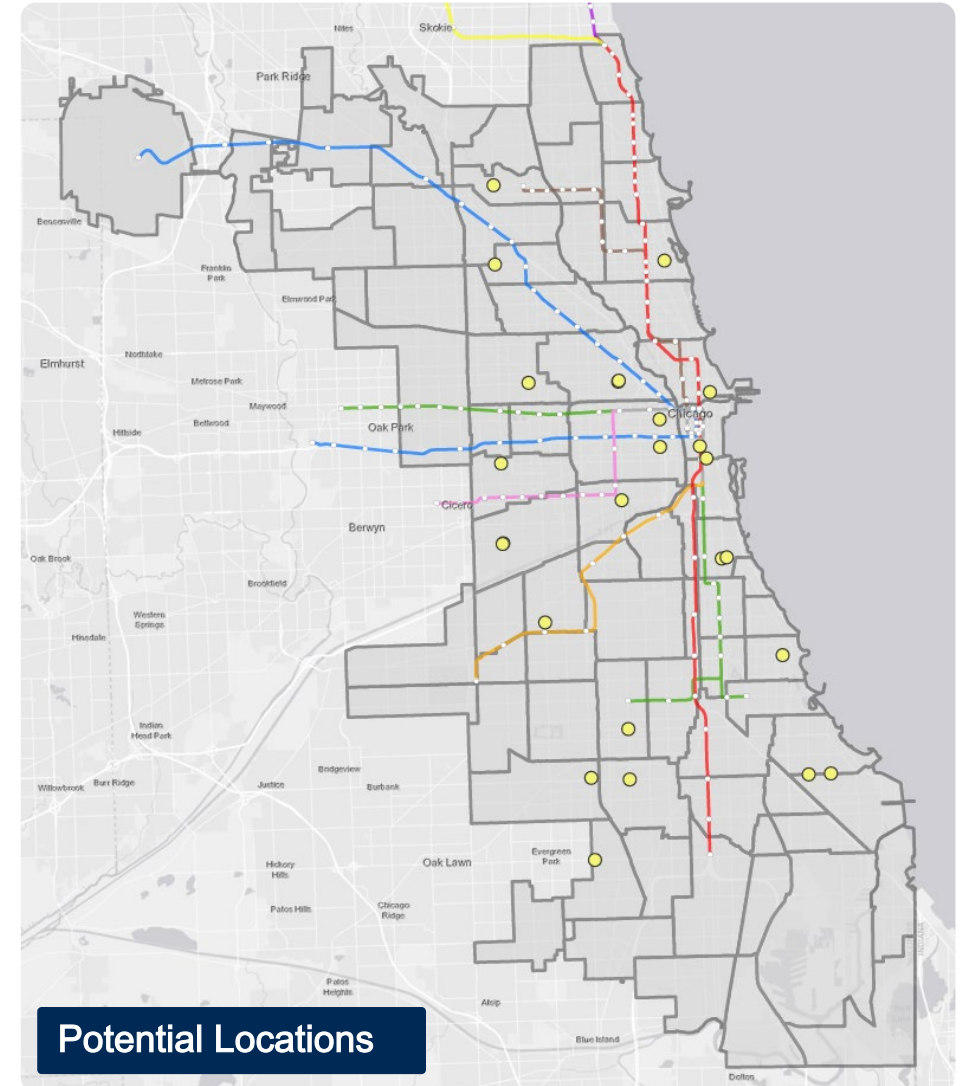 Niles
Skokie
Park Ridge
Bensenville
Franklin
Park
Elmwood Park
Northlake
Elmhurst
Melrose Park
Maywood
Bellwood
Hillside
Oak Park
Chicago
Cicero
Berwyn
Oak Brook
Brookfield
Western
Springs
Hinsdale
Indian
Head Park
Willowbrook
Burr Ridge
Justice
Bridgeview
Burbank
Hickory
Hills
Oak Lawn
Evergreen
Park
Palos Hills
Chicago
Ridge
INDIANA
Palos
Heights
Alsip
Blue Island
Dolton
Potential Locations